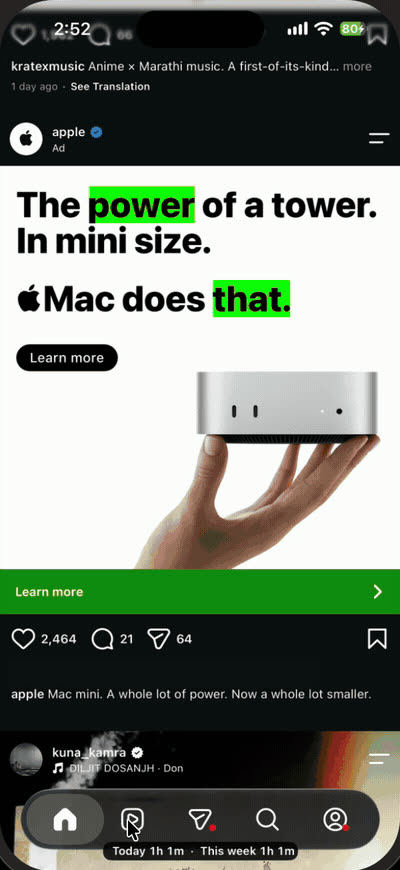 2:52
80
66
kratexmusic Anime × Marathi music. A first-of-its-kind... more
1 day ago · See Translation
apple
Ad
The power of a tower.
In mini size.
Mac does that.
Learn more
Learn more
2,464
21
64
apple Mac mini. A whole lot of power. Now a whole lot smaller.
kuna_kamra
DILJIT DOSANJH · Don
Today 1h 1m · This week 1h 1m